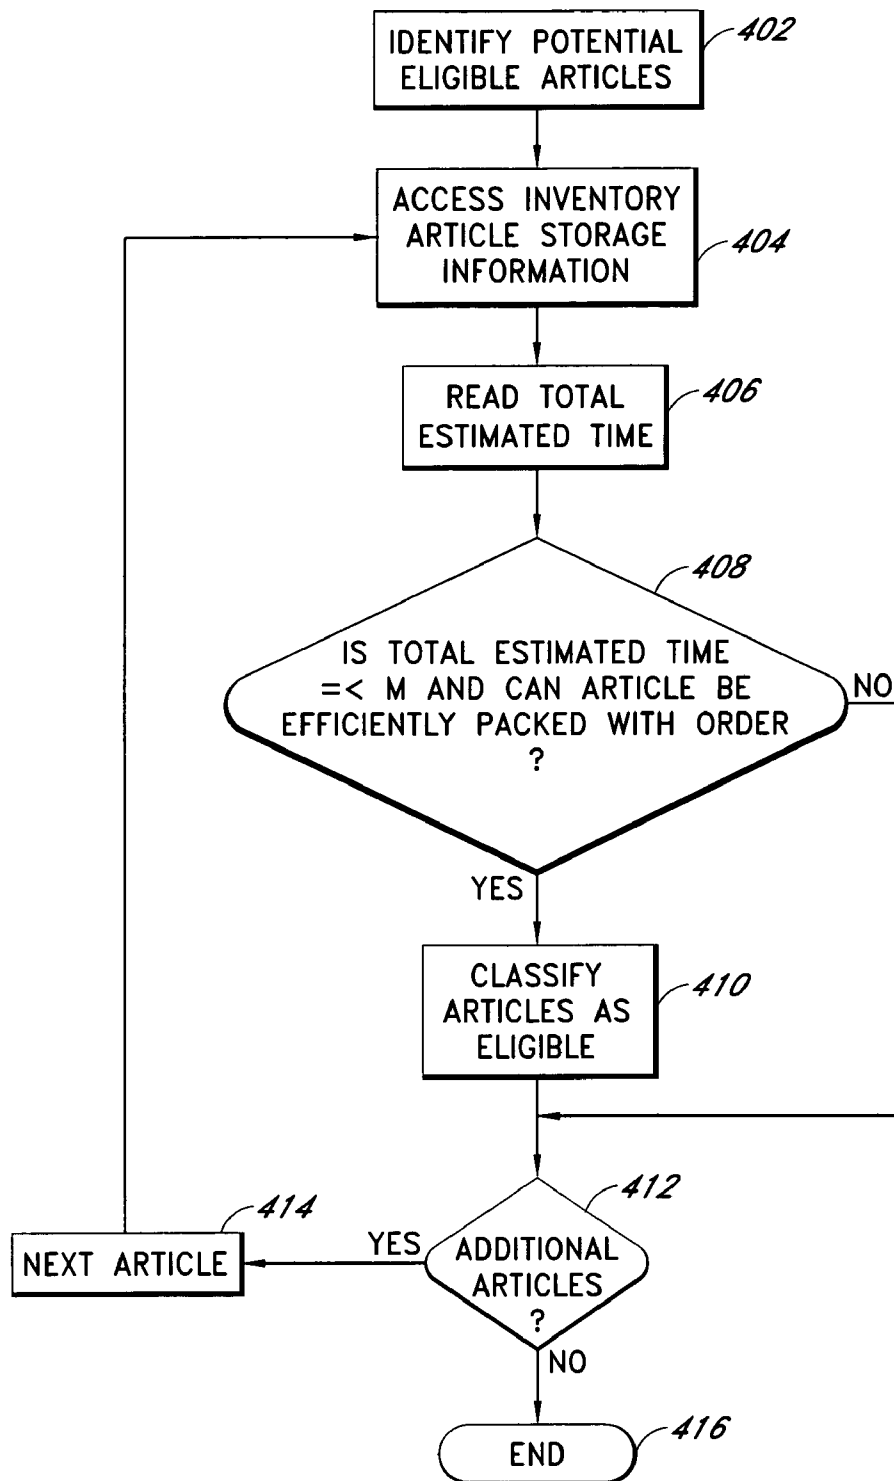 IDENTIFY POTENTIAL
ELIGIBLE ARTICLES
402
ACCESS INVENTORY
ARTICLE STORAGE
INFORMATION
404
READ TOTAL
ESTIMATED TIME
406
408
IS TOTAL ESTIMATED TIME
=< M AND CAN ARTICLE BE
EFFICIENTLY PACKED WITH ORDER
?
NO
YES
CLASSIFY
ARTICLES AS
ELIGIBLE
410
412
ADDITIONAL
ARTICLES
?
YES
414
NEXT ARTICLE
NO
END
416